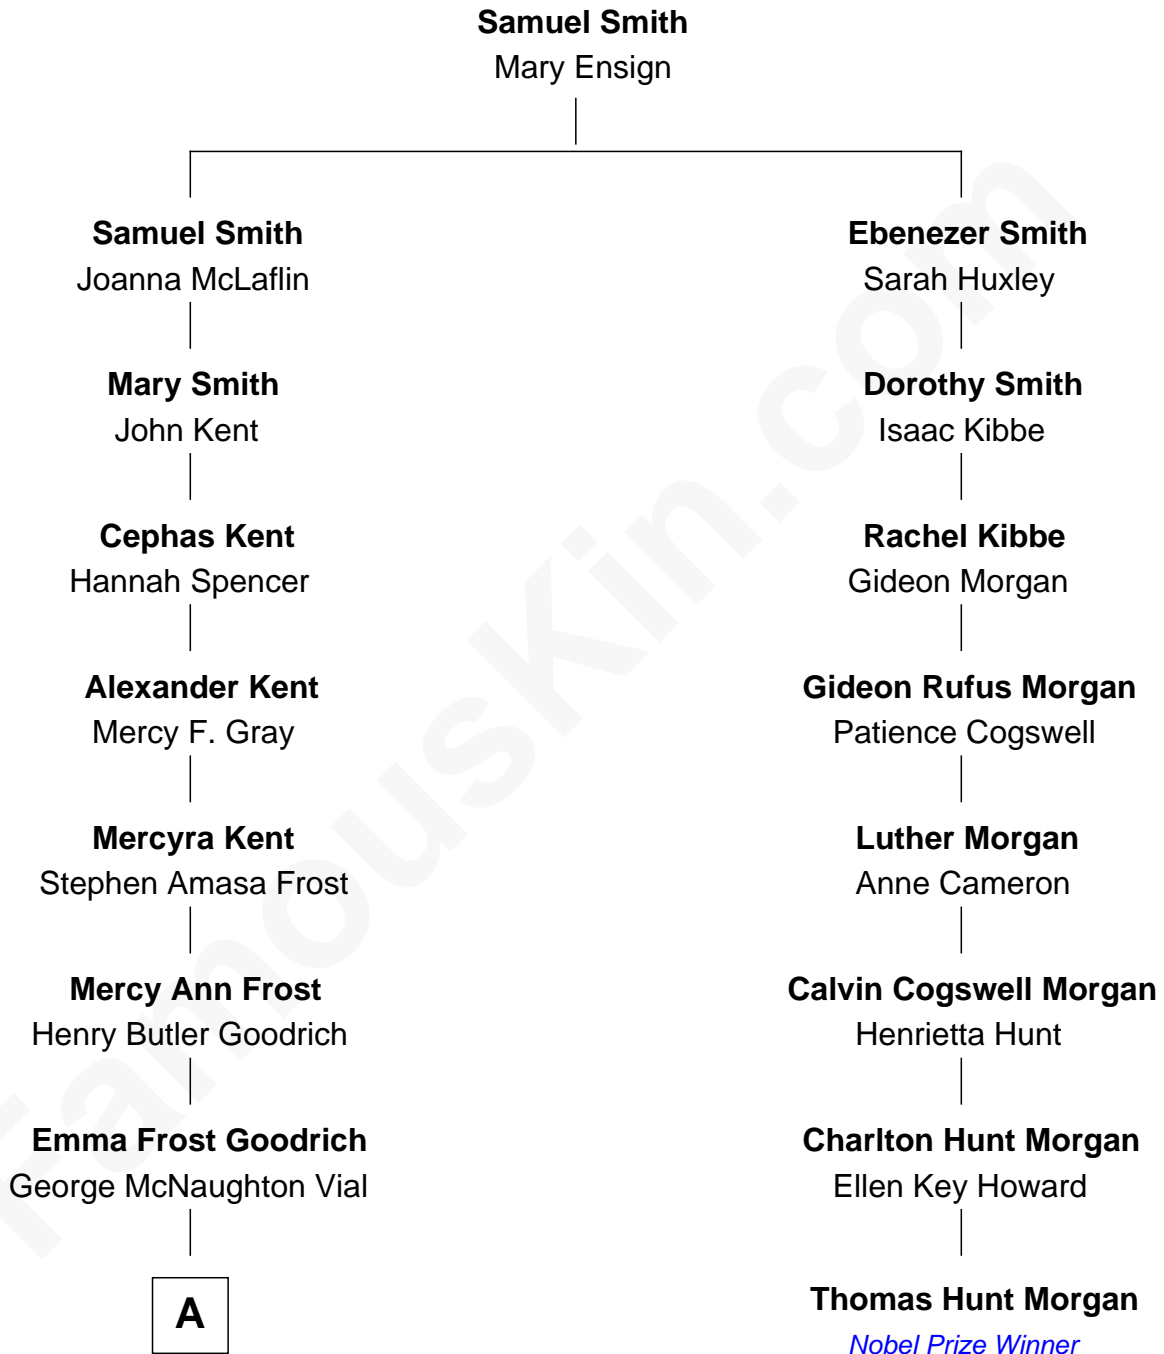 Samuel Smith
Mary Ensign
Samuel Smith
Joanna McLaflin
Mary Smith
John Kent
Cephas Kent
Hannah Spencer
Alexander Kent
Mercy F. Gray
Mercyra Kent
Stephen Amasa Frost
Mercy Ann Frost
Henry Butler Goodrich
Emma Frost Goodrich
George McNaughton Vial
A
Ebenezer Smith
Sarah Huxley
Dorothy Smith
Isaac Kibbe
Rachel Kibbe
Gideon Morgan
Gideon Rufus Morgan
Patience Cogswell
Luther Morgan
Anne Cameron
Calvin Cogswell Morgan
Henrietta Hunt
Charlton Hunt Morgan
Ellen Key Howard
Thomas Hunt Morgan
Nobel Prize Winner
FamousKin.com